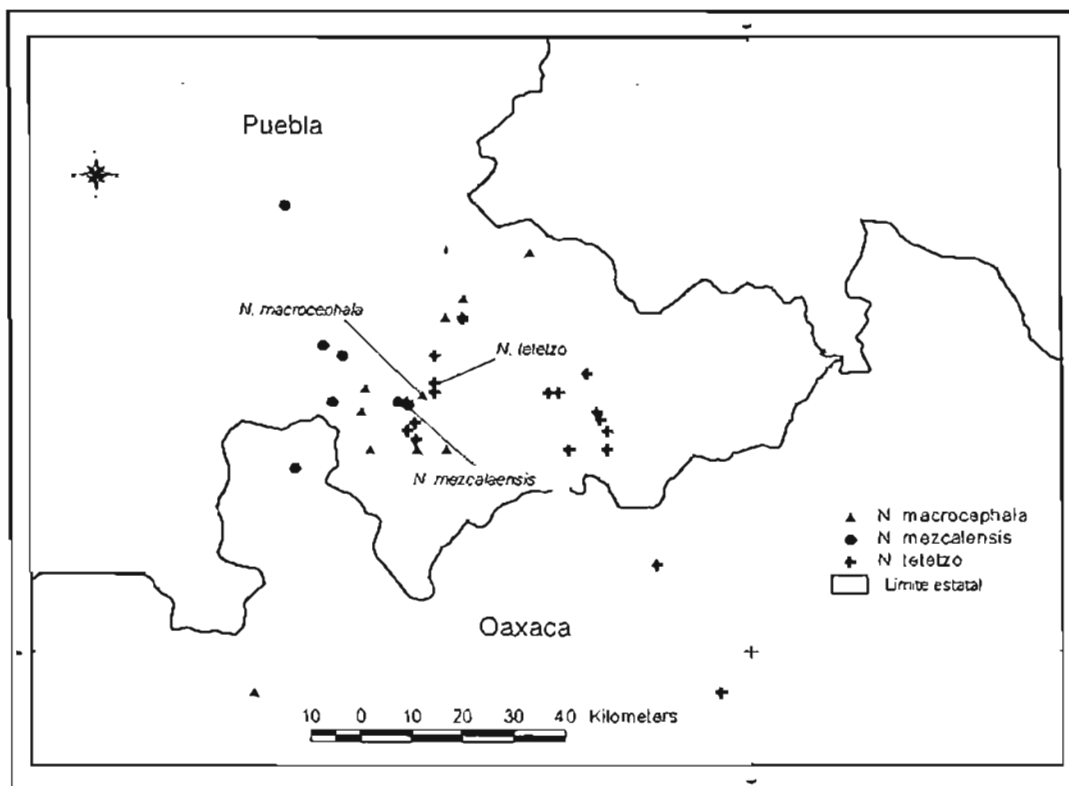 Puebla
N. macrocephala
N. tetetzo
N. mezcalaensis
N. macrocephala
N. mezcalensis
N. tetetzo
Limite estatal
Oaxaca
10 0 10 20 30 40 Kilometers